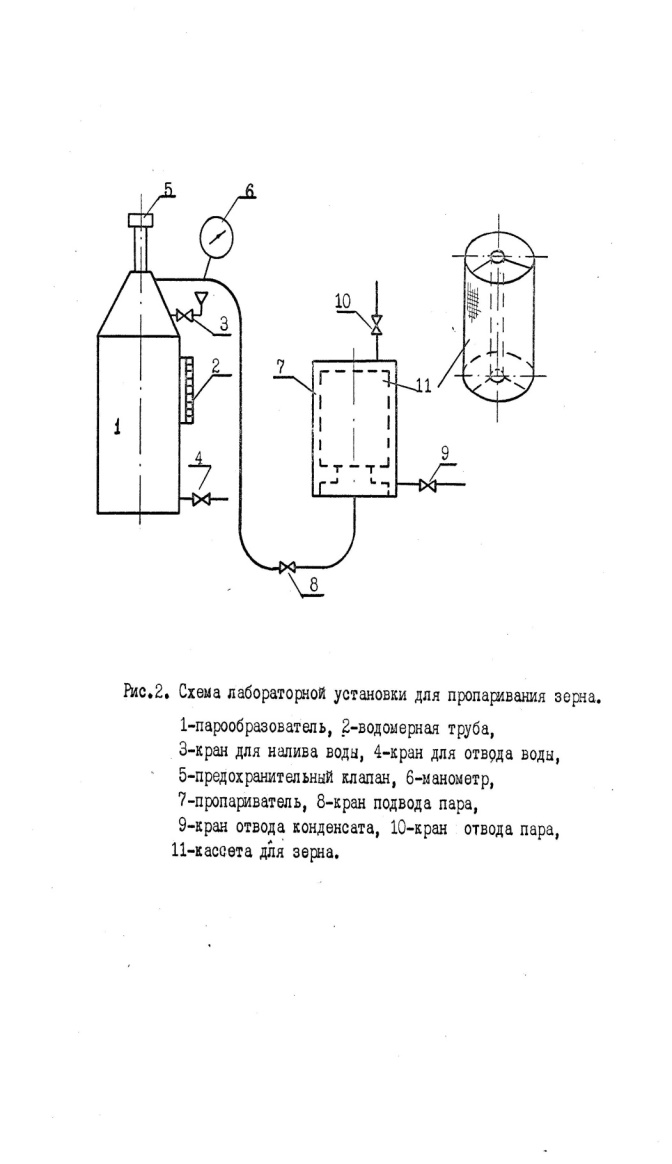 5
6
10
3
7
11
2
1
9
4
8
Рис.2. Схема лабораторной установки для пропаривания зерна.
1-парообразователь, 2-водомерная труба,
3-кран для налива воды, 4-кран для отвода воды,
5-предохранительный клапан, 6-манометр,
7-пропариватель, 8-кран подвода пара,
9-кран отвода конденсата, 10-кран отвода пара,
11-кассета для зерна.